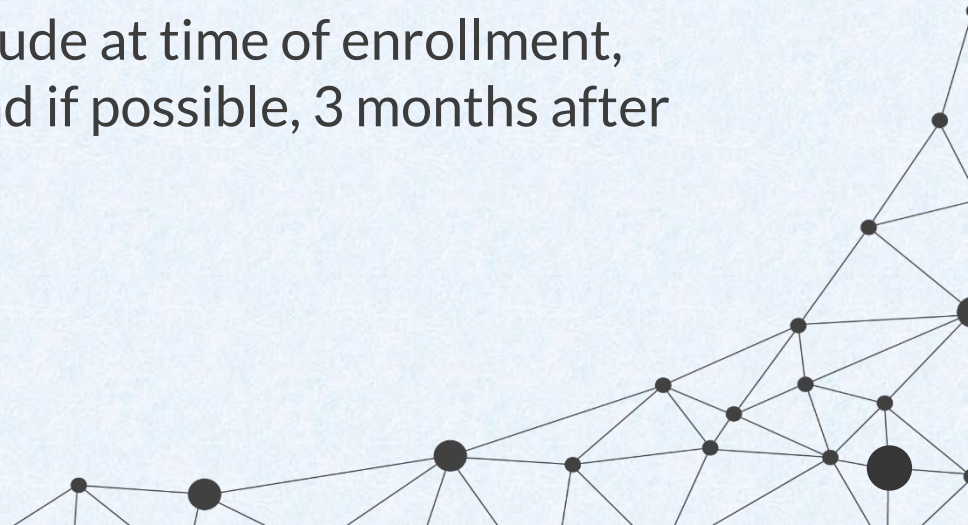 ude at time of enrollment,
d if possible, 3 months after